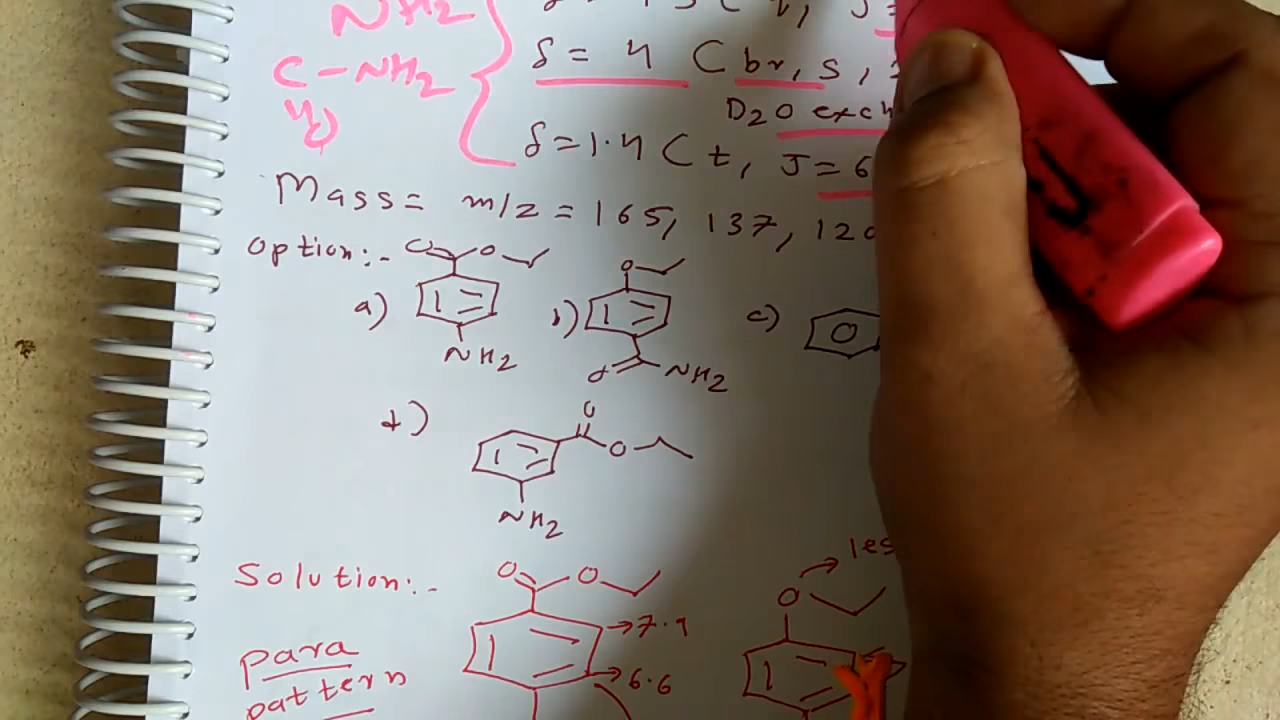 NH2
δ = 4 (br, s,
C-NH2
D2O exch
δ=1.4 (t, J=6
Mass= m/z = 165, 137, 120
Option:- O O
a) b) O c)
NH2 O NH2
d) O
O
NH2
Solution:- O O O → les
→7.9
para →6.6
pattern